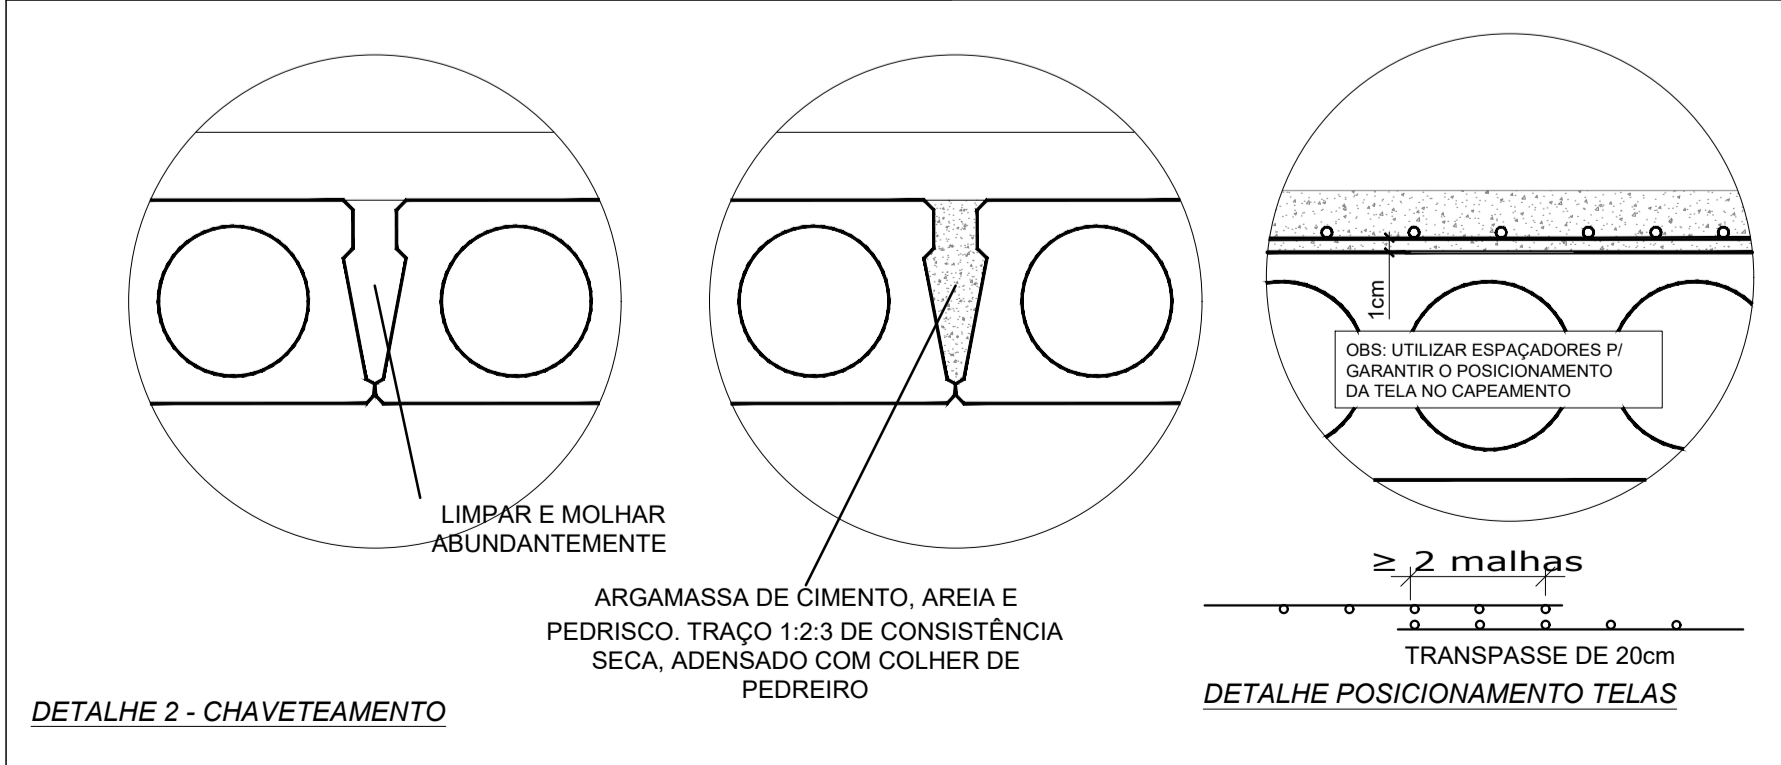 LIMPAR E MOLHAR
ABUNDANTEMENTE
ARGAMASSA DE CIMENTO, AREIA E
PEDRISCO. TRAÇO 1:2:3 DE CONSISTÊNCIA
SECA, ADENSADO COM COLHER DE
PEDREIRO
DETALHE 2 - CHAVETEAMENTO
1cm
OBS: UTILIZAR ESPAÇADORES P/
GARANTIR O POSICIONAMENTO
DA TELA NO CAPEAMENTO
≥ 2 malhas
TRANSPASSE DE 20cm
DETALHE POSICIONAMENTO TELAS